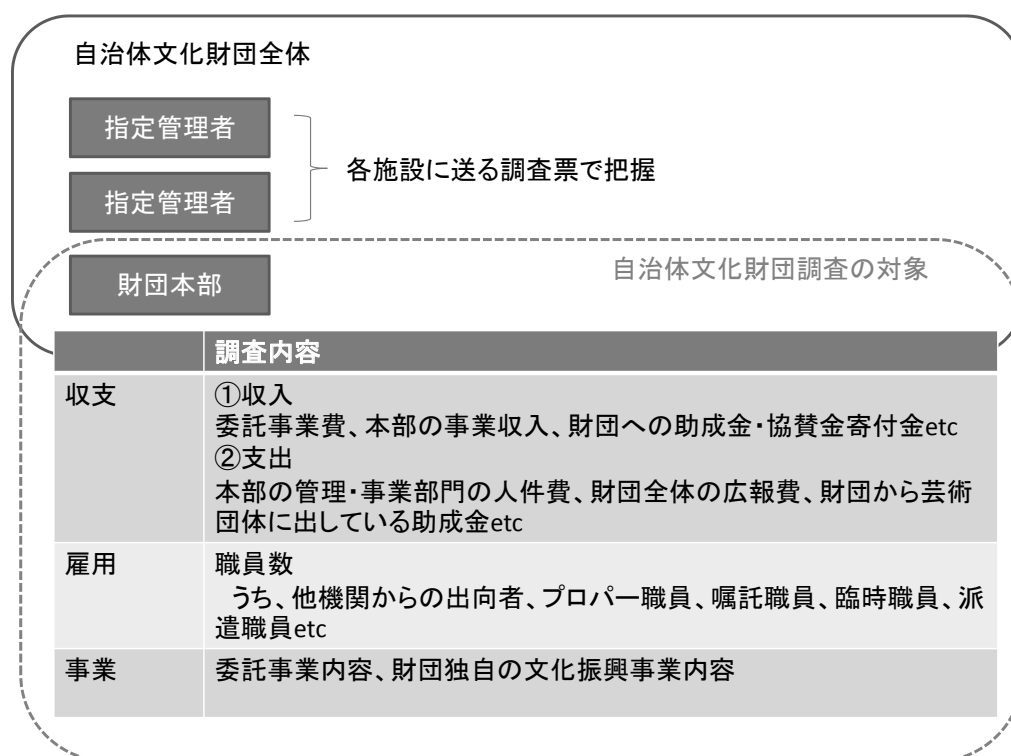 自治体文化財団全体
指定管理者
指定管理者
各施設に送る調査票で把握
財団本部
自治体文化財団調査の対象
調査内容
収支
①収入
委託事業費、本部の事業収入、財団への助成金・協賛金寄付金etc
②支出
本部の管理・事業部門の人件費、財団全体の広報費、財団から芸術
団体に出している助成金etc
雇用
職員数
うち、他機関からの出向者、プロパー職員、嘱託職員、臨時職員、派
遣職員etc
事業
委託事業内容、財団独自の文化振興事業内容